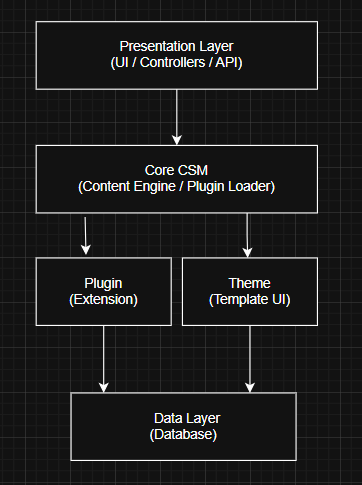 Presentation Layer
(UI / Controllers / API)
Core CSM
(Content Engine / Plugin Loader)
Plugin
(Extension)
Theme
(Template UI)
Data Layer
(Database)